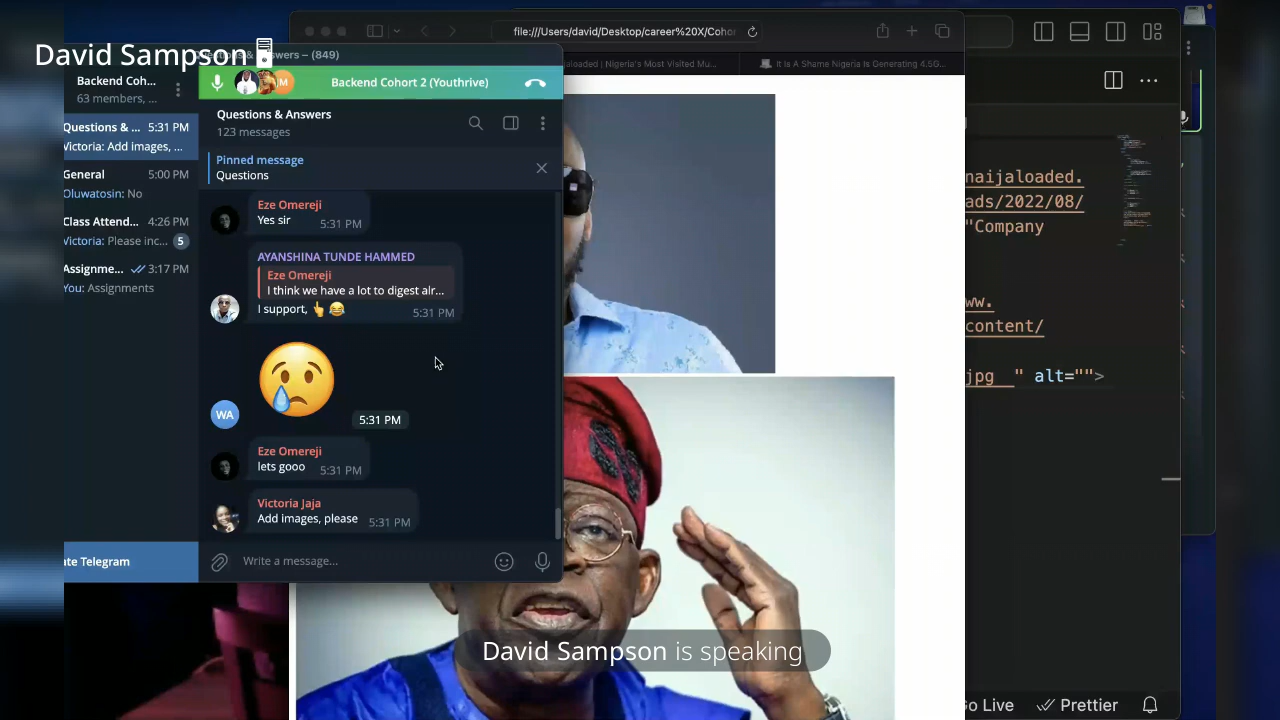 David Sampson
– (849)
file:///Users/david/Desktop/career%20X/Cohor
Nigeria's Most Visited Mu...
It Is A Shame Nigeria Is Generating 4.5G...
Backend Coh...
63 members, ...
Backend Cohort 2 (Youthrive)
Questions & ... 5:31 PM
Victoria: Add images, ...
General 5:00 PM
Oluwatosin: No
Class Attend... 4:26 PM
Victoria: Please inc... 5
Assignme... 3:17 PM
You: Assignments
ate Telegram
Questions & Answers
123 messages
Pinned message
Questions
Eze Omereji
Yes sir 5:31 PM
AYANSHINA TUNDE HAMMED
Eze Omereji
I think we have a lot to digest alr...
I support, 👆😂 5:31 PM
WA
5:31 PM
Eze Omereji
lets gooo 5:31 PM
Victoria Jaja
Add images, please 5:31 PM
Write a message...
naijaloaded.
ads/2022/08/
"Company
ww.
content/
jpg " alt="">
David Sampson is speaking
Go Live Prettier